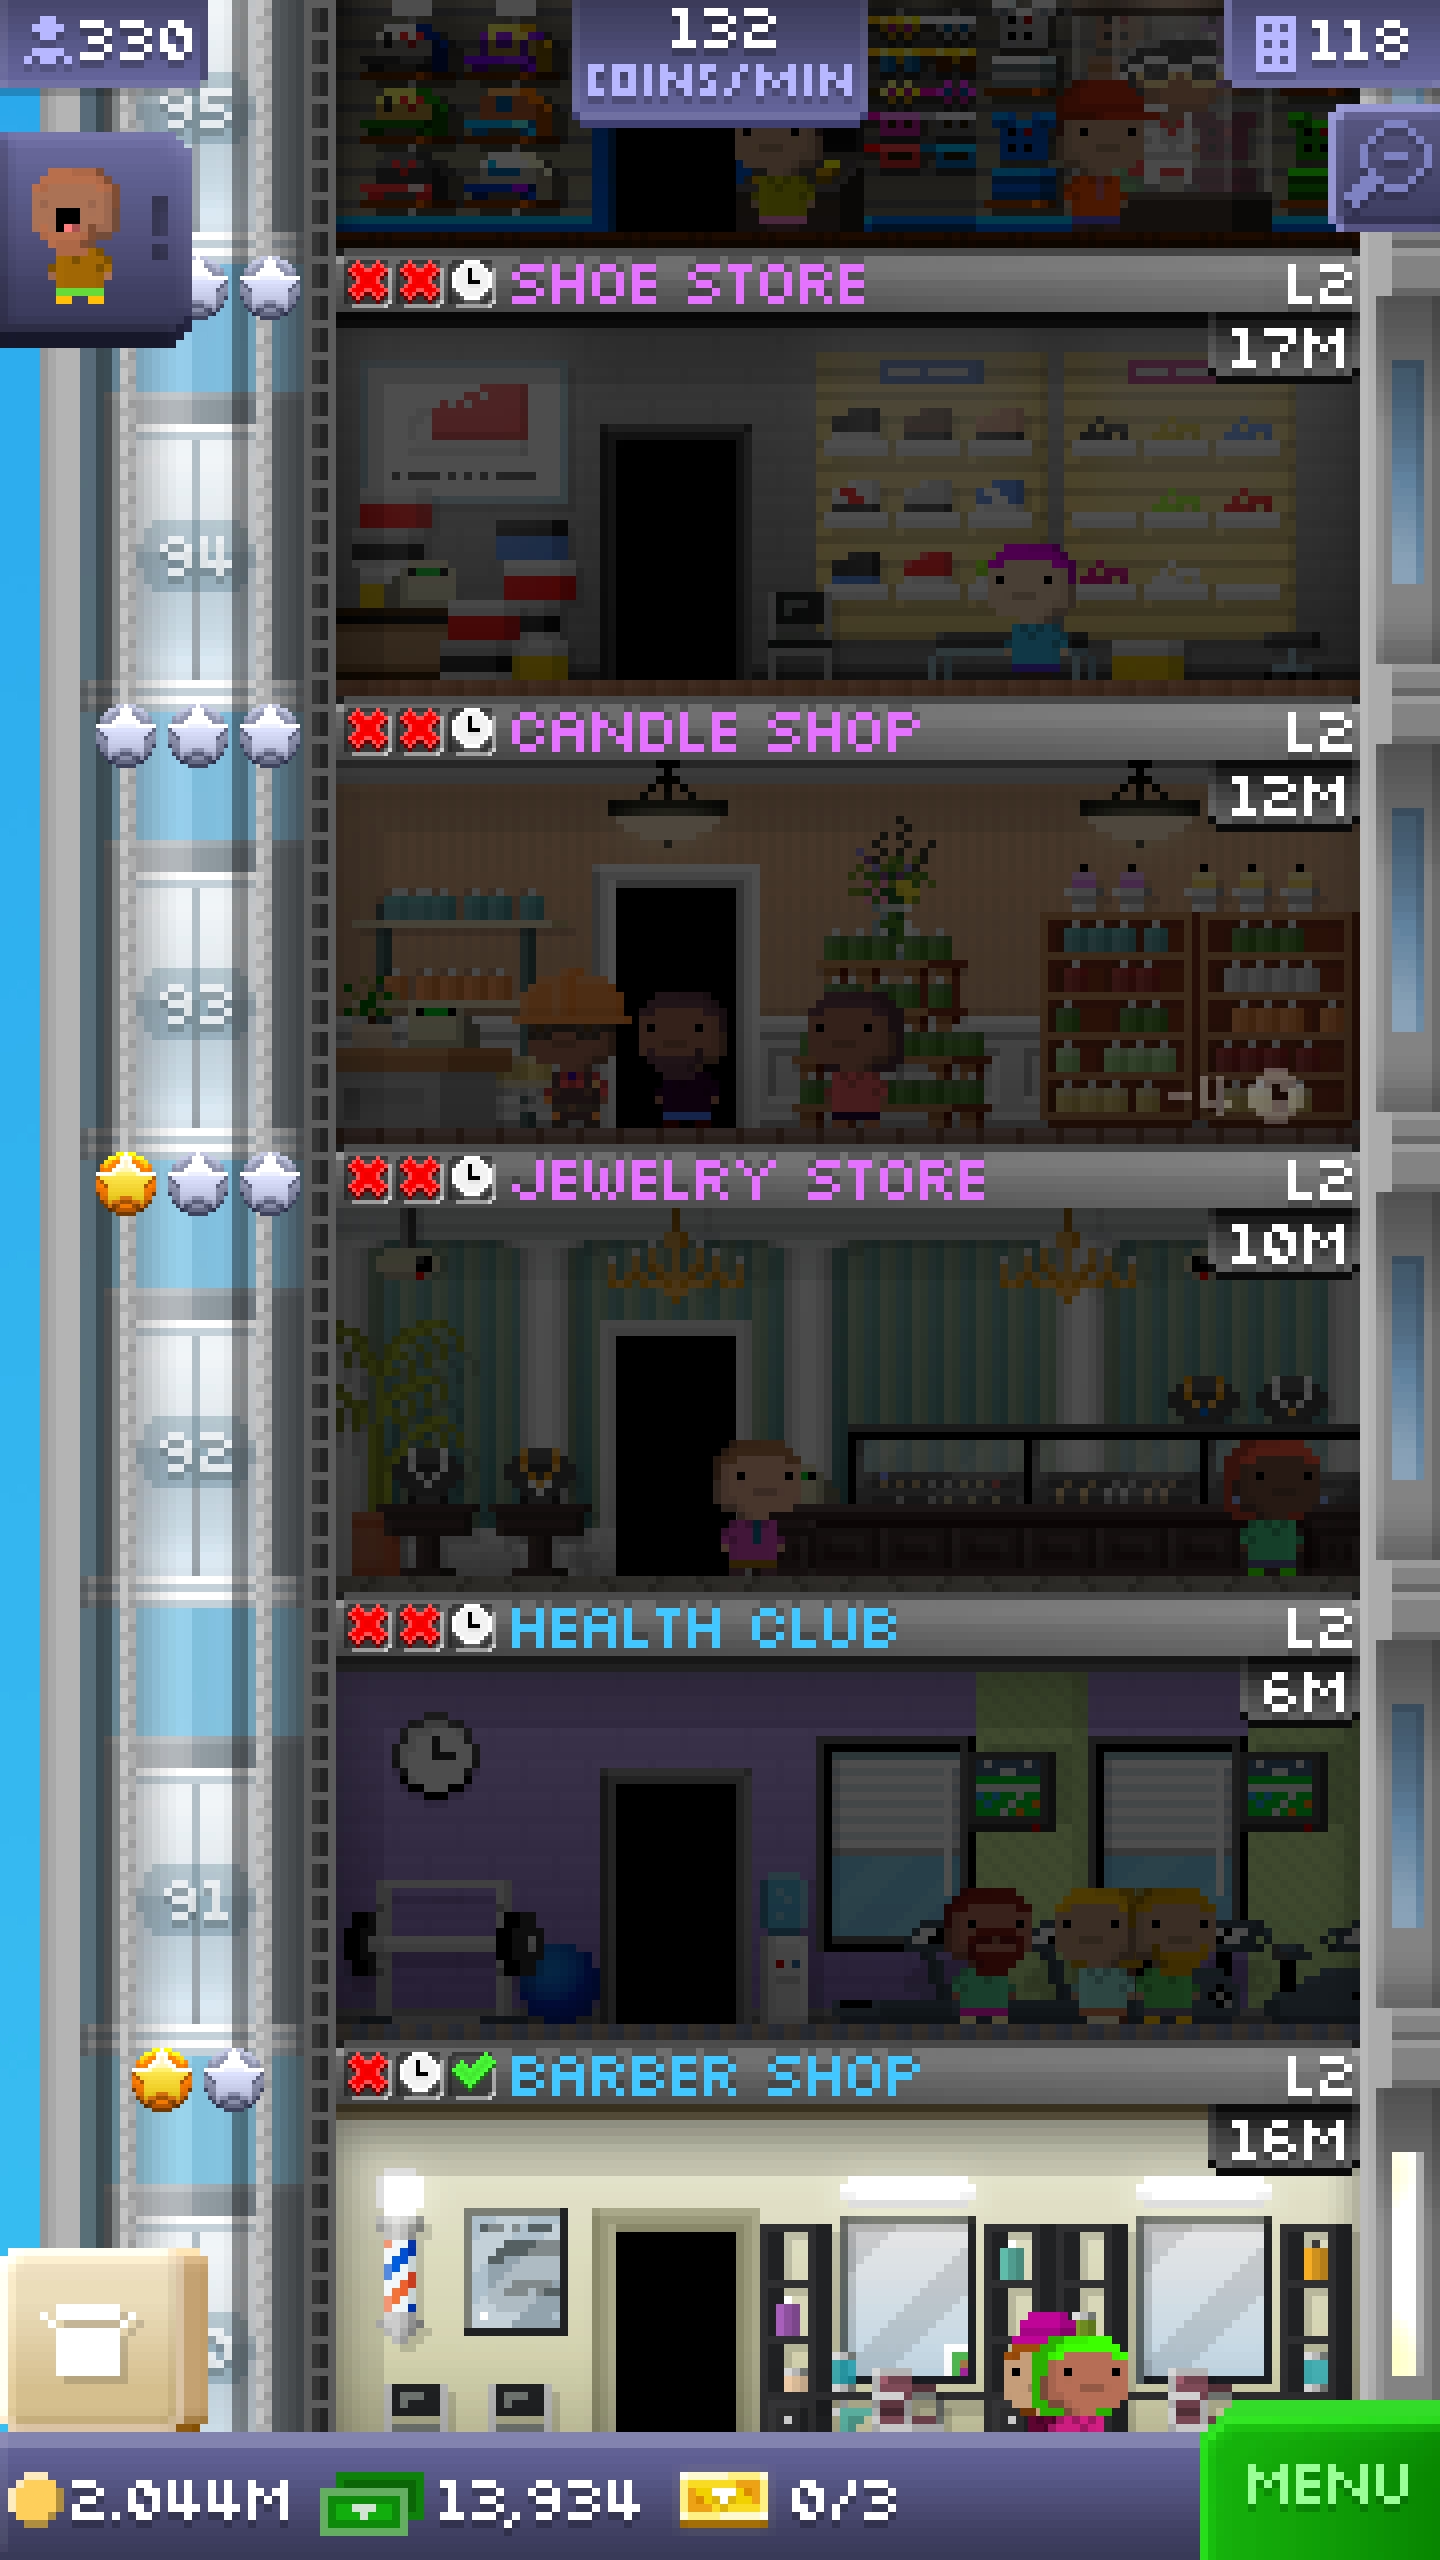 330
132
COINS/MIN
118
95
SHOE STORE L2
17M
94
CANDLE SHOP L2
12M
93
-4
JEWELRY STORE L2
10M
92
HEALTH CLUB L2
6M
91
BARBER SHOP L2
16M
2.044M 13,934 0/3
MENU